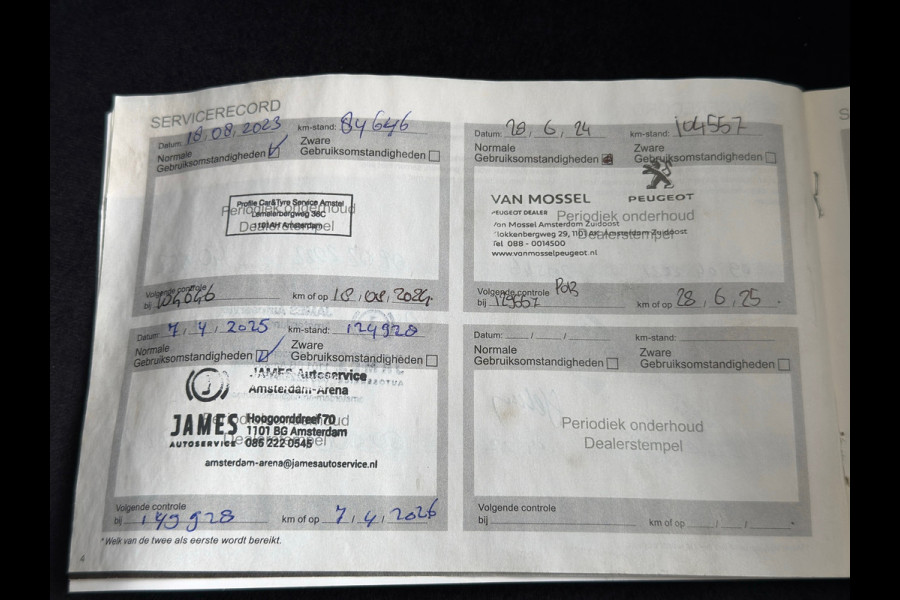 SERVICERECORD
Datum: 18, 08, 2023 km-stand: 84646
Normale Gebruiksomstandigheden
Zware Gebruiksomstandigheden
Profile Car&Tyre Service Amstel
Lemelerbergweg 36C
1101AH Amsterdam
Periodiek onderhoud
Dealerstempel
Volgende controle
bij 104646 km of op 18, 08, 2024.
Datum: 28, 6, 24 km-stand: 104557
Normale Gebruiksomstandigheden
Zware Gebruiksomstandigheden
VAN MOSSEL PEUGEOT
PEUGEOT DEALER
Van Mossel Peugeot Amsterdam Zuidoost
Klokkenbergweg 29, 1101 AK Amsterdam Zuidoost
Tel. 088 - 0014500
www.vanmosselpeugeot.nl
Periodiek onderhoud
Dealerstempel
Volgende controle
bij 129557 km of op 28, 6, 25
Datum: 7, 4, 2025 km-stand: 124928
Normale Gebruiksomstandigheden
Zware Gebruiksomstandigheden
JAMES Autoservice
Amsterdam-Arena
JAMES
AUTOSERVICE
Hoogoorddreef 70
1101 BG Amsterdam
085 222 0545
amsterdam-arena@jamesautoservice.nl
Periodiek onderhoud
Dealerstempel
Volgende controle
bij 149928 km of op 7, 4, 2026
Datum: / / km-stand:
Normale Gebruiksomstandigheden
Zware Gebruiksomstandigheden
Periodiek onderhoud
Dealerstempel
Volgende controle
bij km of op / /
*Welk van de twee als eerste wordt bereikt.
4